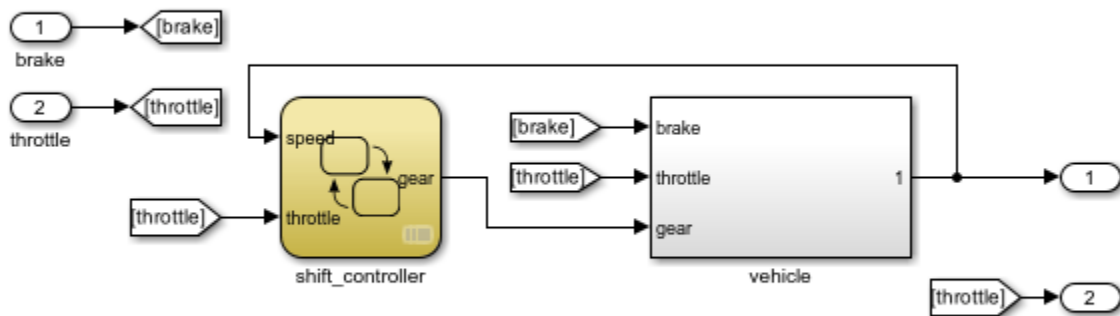 1
[brake]
brake
2
[throttle]
throttle
speed
gear
throttle
[throttle]
shift_controller
[brake]
[throttle]
brake
throttle
gear
1
vehicle
1
[throttle]
2